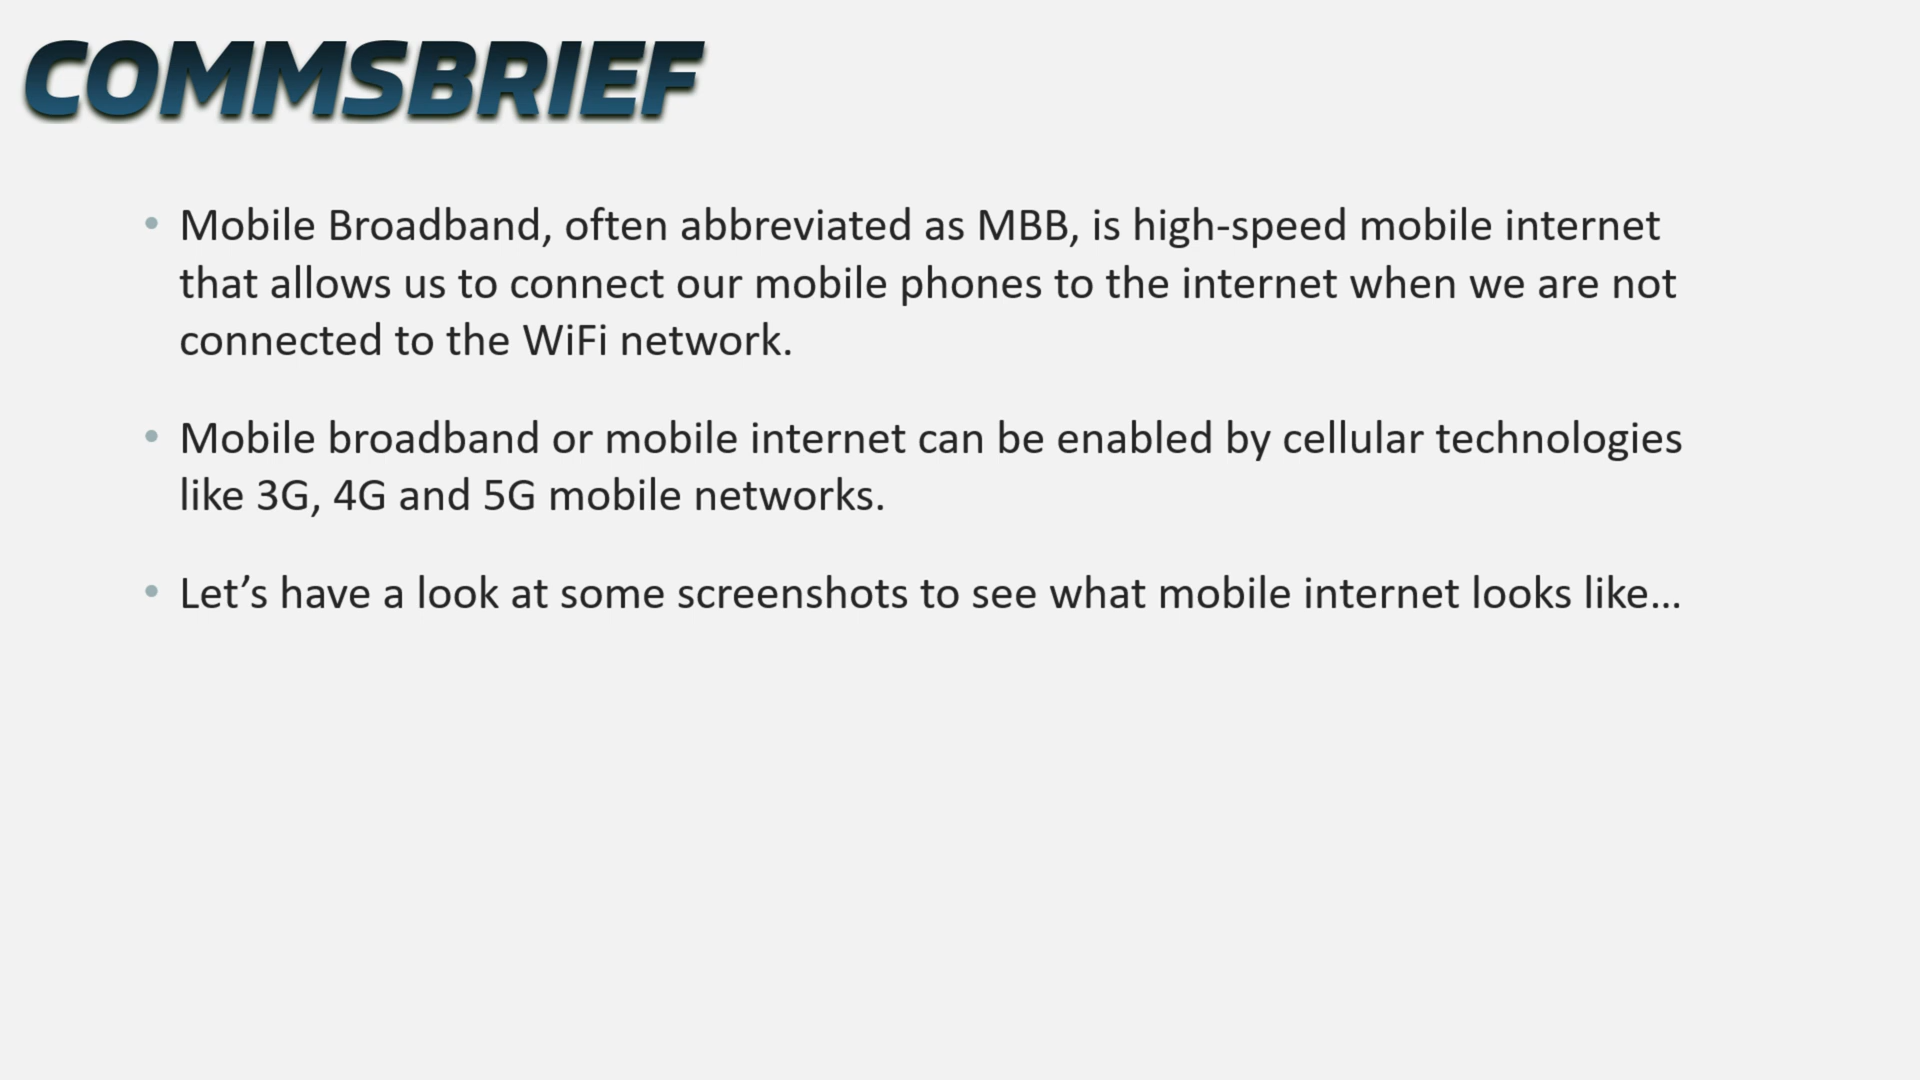 COMMSBRIEF
• Mobile Broadband, often abbreviated as MBB, is high-speed mobile internet
that allows us to connect our mobile phones to the internet when we are not
connected to the WiFi network.
• Mobile broadband or mobile internet can be enabled by cellular technologies
like 3G, 4G and 5G mobile networks.
• Let’s have a look at some screenshots to see what mobile internet looks like...